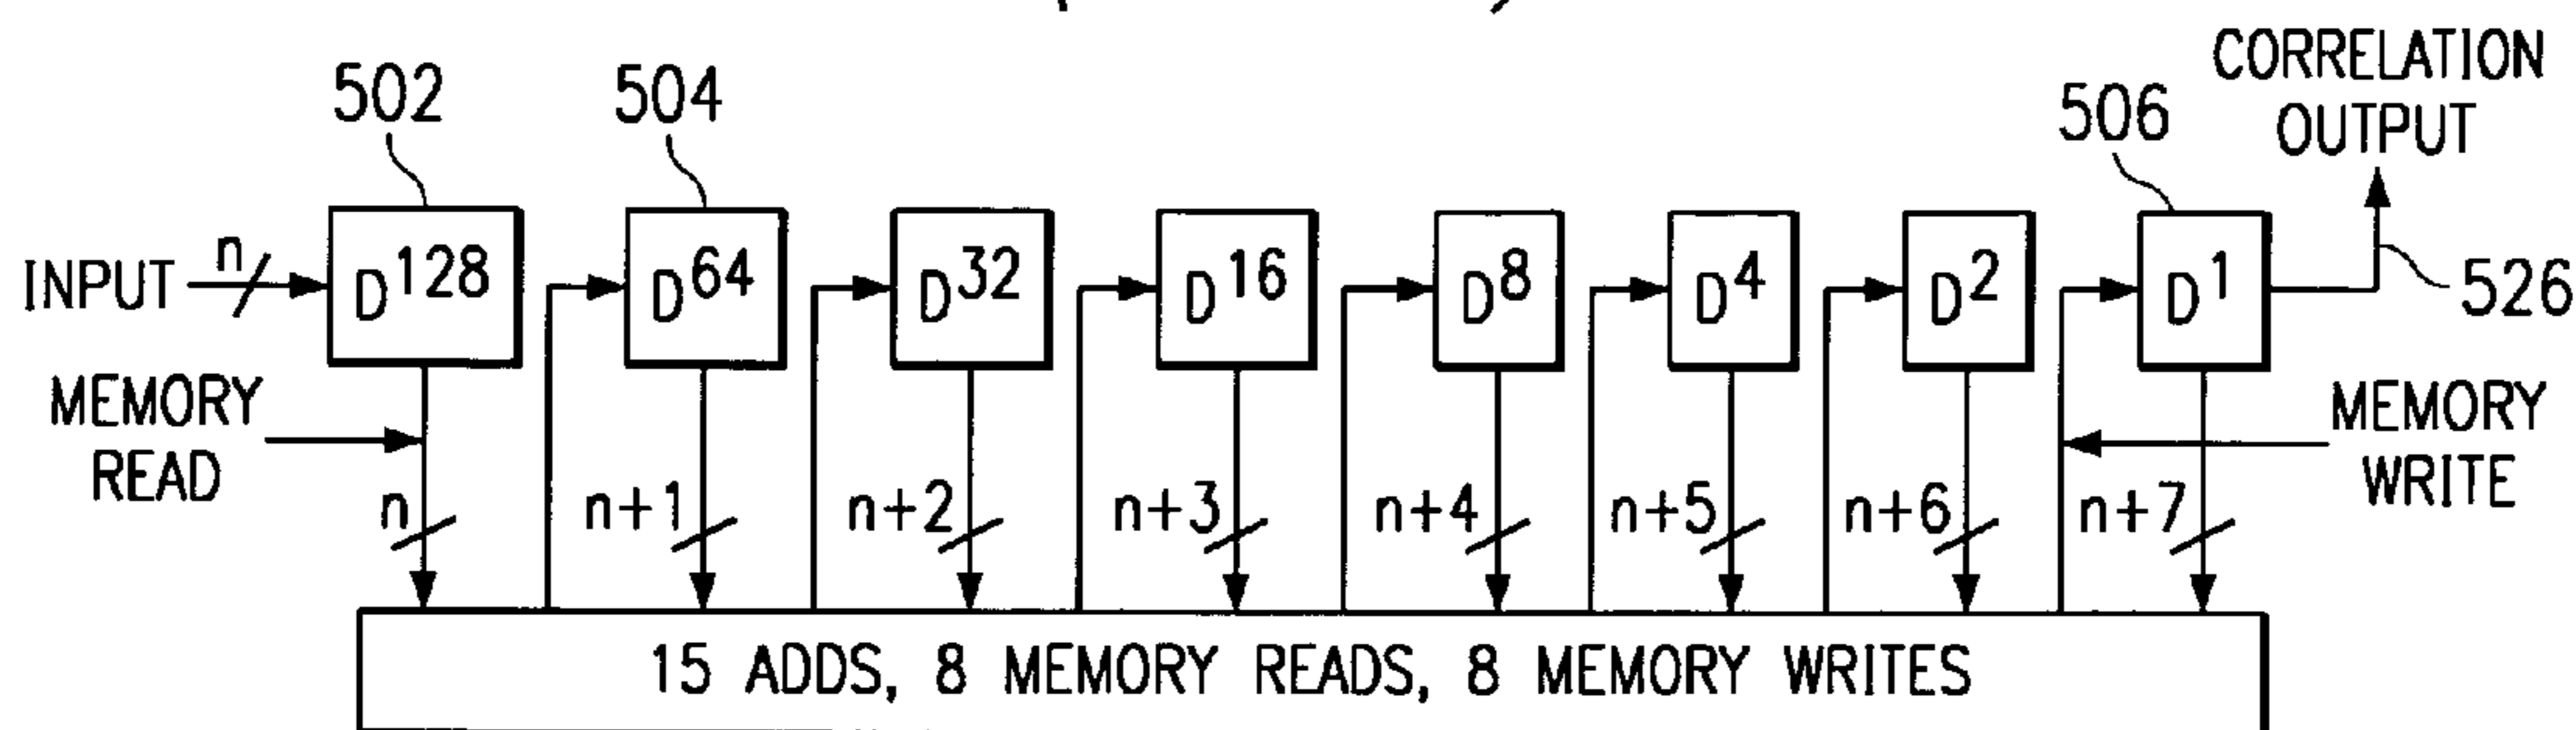 CORRELATION
OUTPUT
502
504
506
INPUT
n
D128
D64
D32
D16
D8
D4
D2
D1
526
MEMORY
READ
MEMORY
WRITE
n
n+1
n+2
n+3
n+4
n+5
n+6
n+7
15 ADDS, 8 MEMORY READS, 8 MEMORY WRITES